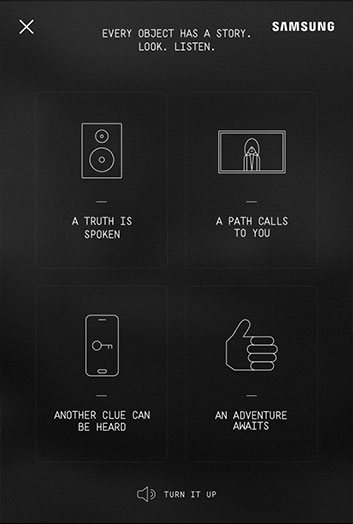 EVERY OBJECT HAS A STORY.
LOOK. LISTEN.
SAMSUNG
A TRUTH IS
SPOKEN
A PATH CALLS
TO YOU
ANOTHER CLUE CAN
BE HEARD
AN ADVENTURE
AWAITS
TURN IT UP